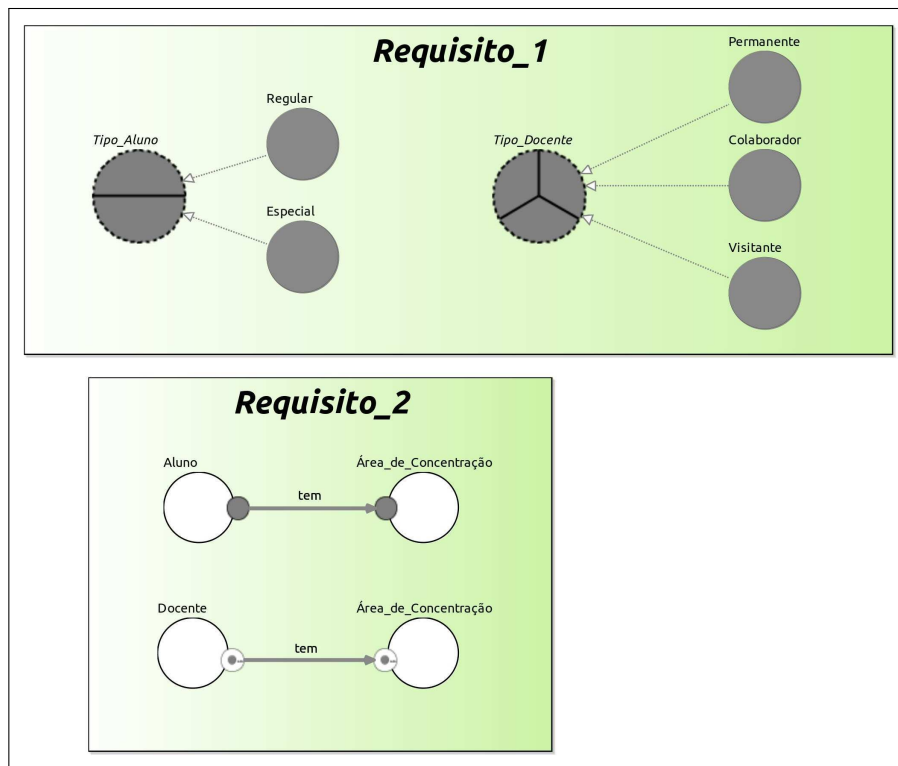 Requisito_1
Permanente
Regular
Tipo_Aluno
Tipo_Docente
Colaborador
Especial
Visitante
Requisito_2
Aluno
Área_de_Concentração
tem
Docente
Área_de_Concentração
tem